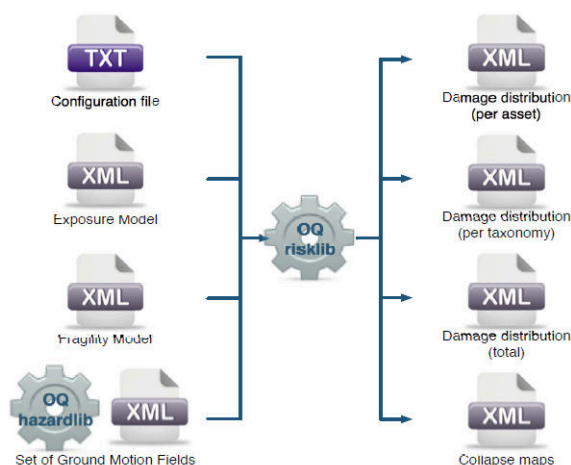 TXT
Configuration file
XML
Exposure Model
XML
Fragility Model
OQ
hazardlib
XML
Set of Ground Motion Fields
OQ
risklib
XML
Damage distribution
(per asset)
XML
Damage distribution
(per taxonomy)
XML
Damage distribution
(total)
XML
Collapse maps